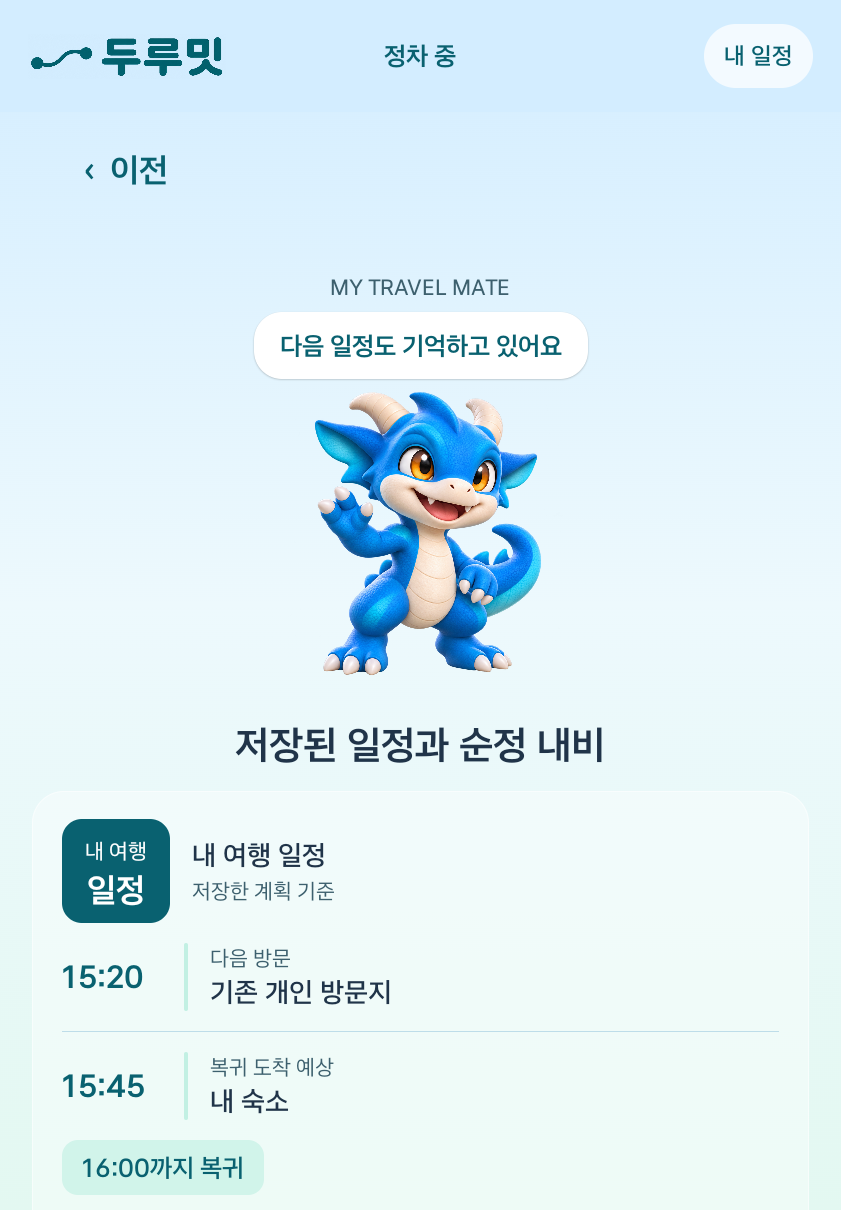 두루밋
정차 중
내 일정
‹ 이전
MY TRAVEL MATE
다음 일정도 기억하고 있어요
저장된 일정과 순정 내비
내 여행
일정
내 여행 일정
저장한 계획 기준
15:20
다음 방문
기존 개인 방문지
15:45
복귀 도착 예상
내 숙소
16:00까지 복귀